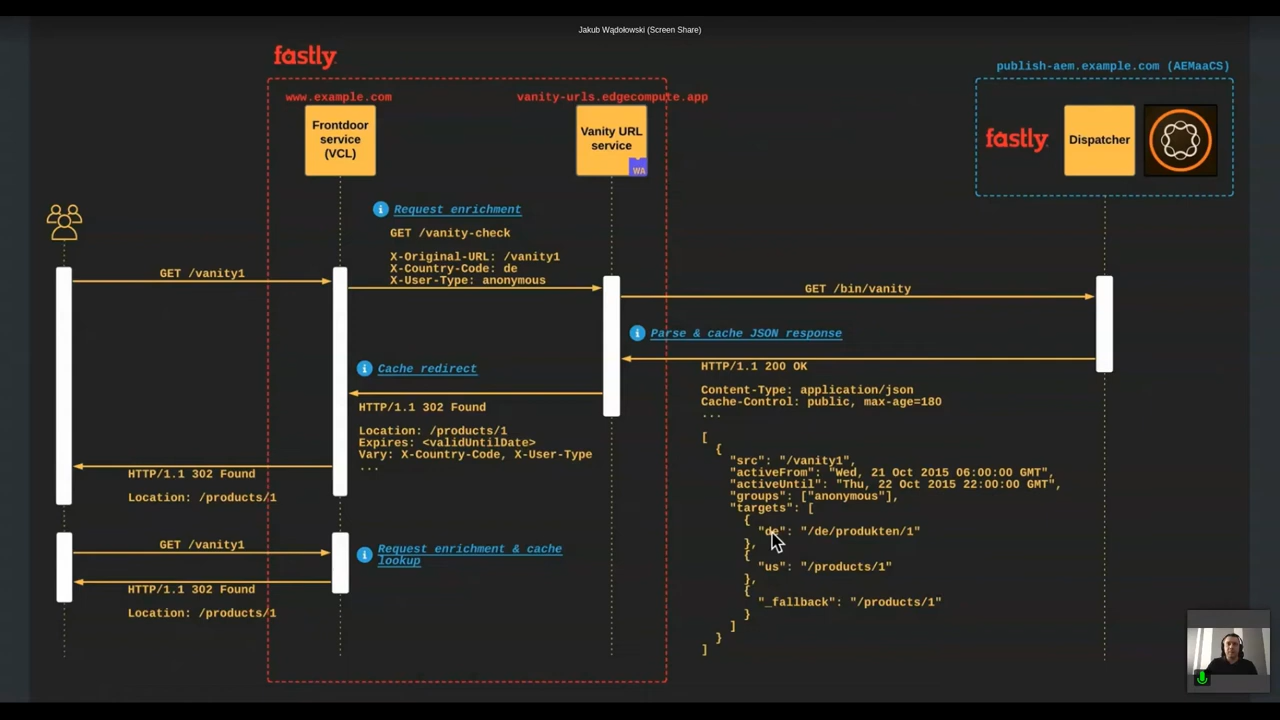 Jakub Wądołowski (Screen Share)
fastly
publish-aem.example.com (AEMaaCS)
www.example.com
vanity-urls.edgecompute.app
Frontdoor
service
(VCL)
Vanity URL
service
WA
fastly
Dispatcher
i Request enrichment
GET /vanity-check
X-Original-URL: /vanity1
X-Country-Code: de
X-User-Type: anonymous
GET /vanity1
GET /bin/vanity
i Parse & cache JSON response
i Cache redirect
HTTP/1.1 200 OK
Content-Type: application/json
Cache-Control: public, max-age=180
...
HTTP/1.1 302 Found
Location: /products/1
Expires: <validUntilDate>
Vary: X-Country-Code, X-User-Type
...
HTTP/1.1 302 Found
Location: /products/1
[
{
"src": "/vanity1",
"activeFrom": "Wed, 21 Oct 2015 06:00:00 GMT",
"activeUntil": "Thu, 22 Oct 2015 22:00:00 GMT",
"groups": ["anonymous"],
"targets": [
{
"de": "/de/produkten/1"
},
{
"us": "/products/1"
},
{
"_fallback": "/products/1"
}
]
}
]
GET /vanity1
i Request enrichment & cache
lookup
HTTP/1.1 302 Found
Location: /products/1